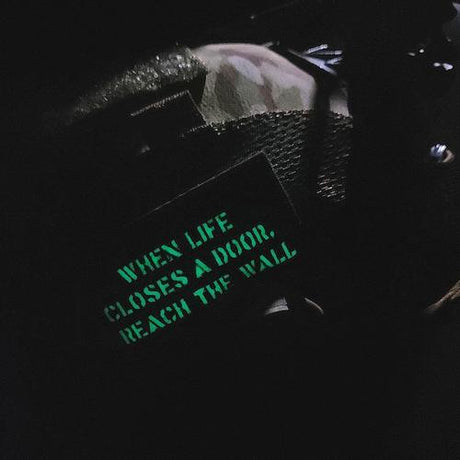 WHEN LIFE
CLOSES A DOOR,
REACH THE WALL